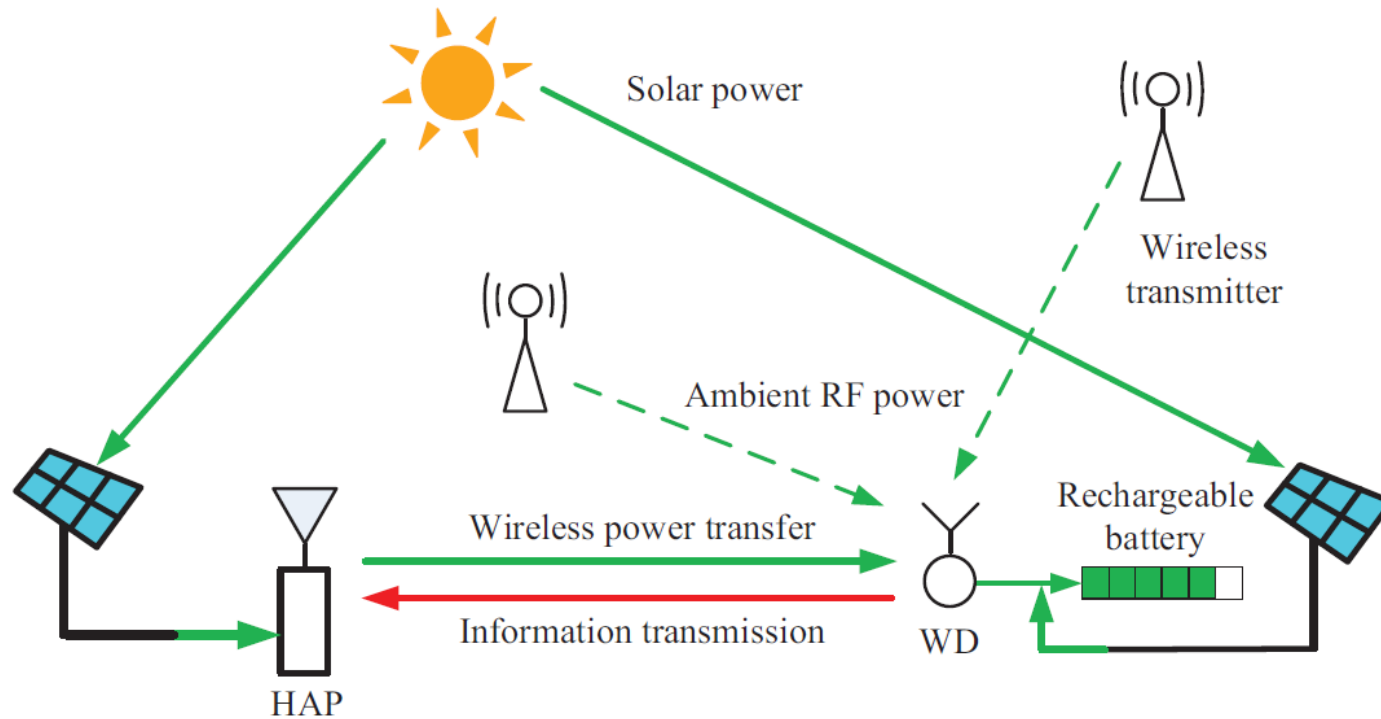 Solar power
Wireless
transmitter
Ambient RF power
Rechargeable
battery
Wireless power transfer
Information transmission
WD
HAP